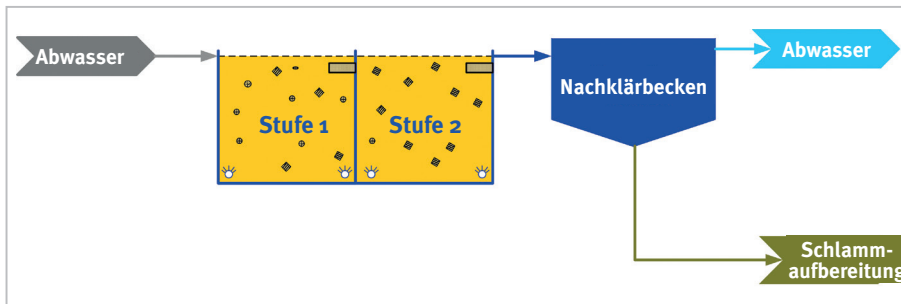 Abwasser
Stufe 1
Stufe 2
Nachklärbecken
Abwasser
Schlamm-
aufbereitung